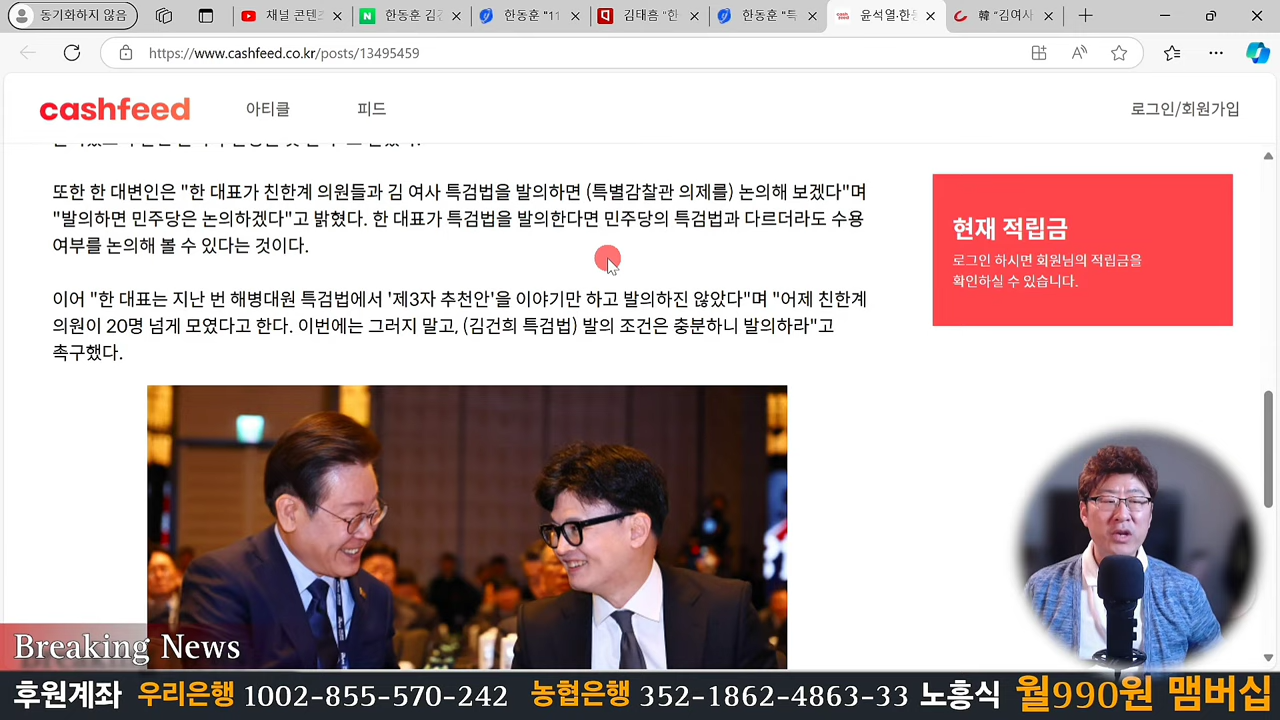 동기화하지 않음
채널 콘텐츠
한동훈 김건
한동훈 "11
김태흠 "한
한동훈, "특
윤석열·한동
韓 "김여사
https://www.cashfeed.co.kr/posts/13495459
cashfeed
아티클
피드
로그인/회원가입
또한 한 대변인은 "한 대표가 친한계 의원들과 김 여사 특검법을 발의하면 (특별감찰관 의제를) 논의해 보겠다"며
"발의하면 민주당은 논의하겠다"고 밝혔다. 한 대표가 특검법을 발의한다면 민주당의 특검법과 다르더라도 수용
여부를 논의해 볼 수 있다는 것이다.
이어 "한 대표는 지난 번 해병대원 특검법에서 '제3자 추천안'을 이야기만 하고 발의하진 않았다"며 "어제 친한계
의원이 20명 넘게 모였다고 한다. 이번에는 그러지 말고, (김건희 특검법) 발의 조건은 충분하니 발의하라"고
촉구했다.
현재 적립금
로그인 하시면 회원님의 적립금을
확인하실 수 있습니다.
Breaking News
후원계좌 우리은행 1002-855-570-242 농협은행 352-1862-4863-33 노흥식 월990원 맴버십